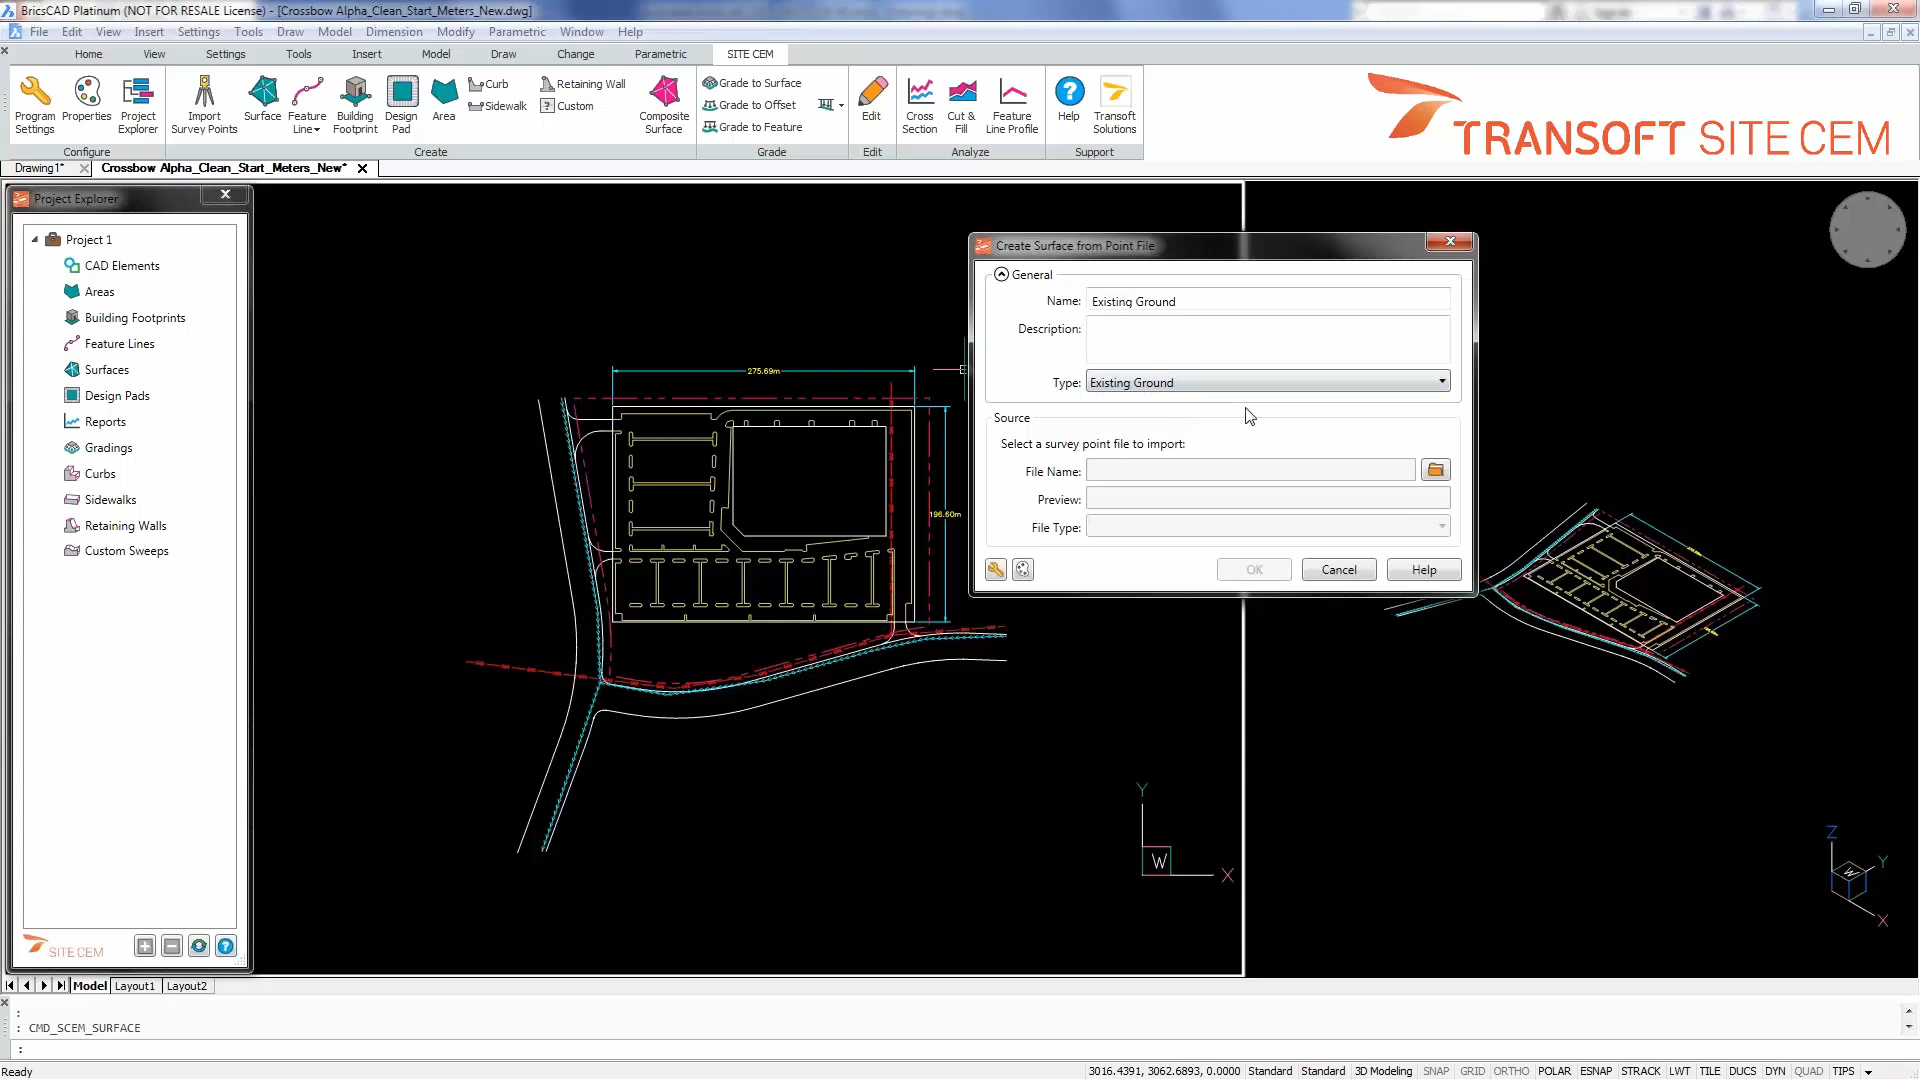 BricsCAD Platinum (NOT FOR RESALE License) - [Crossbow Alpha_Clean_Start_Meters_New.dwg]
File Edit View Insert Settings Tools Draw Model Dimension Modify Parametric Window Help
Home View Settings Tools Insert Model Draw Change Parametric SITE CEM
Program Settings
Properties
Project Explorer
Configure
Import Survey Points
Surface
Feature Line
Building Footprint
Design Pad
Area
Curb
Sidewalk
Retaining Wall
Custom
Composite Surface
Create
Grade to Surface
Grade to Offset
Grade to Feature
Grade
Edit
Edit
Cross Section
Cut & Fill
Feature Line Profile
Analyze
Help
Transoft Solutions
Support
TRANSOFT SITE CEM
Drawing1*
Crossbow Alpha_Clean_Start_Meters_New*
Project Explorer
Project 1
CAD Elements
Areas
Building Footprints
Feature Lines
Surfaces
Design Pads
Reports
Gradings
Curbs
Sidewalks
Retaining Walls
Custom Sweeps
SITE CEM
275.69m
196.60m
Create Surface from Point File
General
Name: Existing Ground
Description:
Type: Existing Ground
Source
Select a survey point file to import:
File Name:
Preview:
File Type:
OK Cancel Help
Y
W
X
Z
Y
W
X
Model Layout1 Layout2
:
: CMD_SCEM_SURFACE
:
Ready
3016.4391, 3062.6893, 0.0000 Standard Standard 3D Modeling SNAP GRID ORTHO POLAR ESNAP STRACK LWT TILE DUCS DYN QUAD TIPS